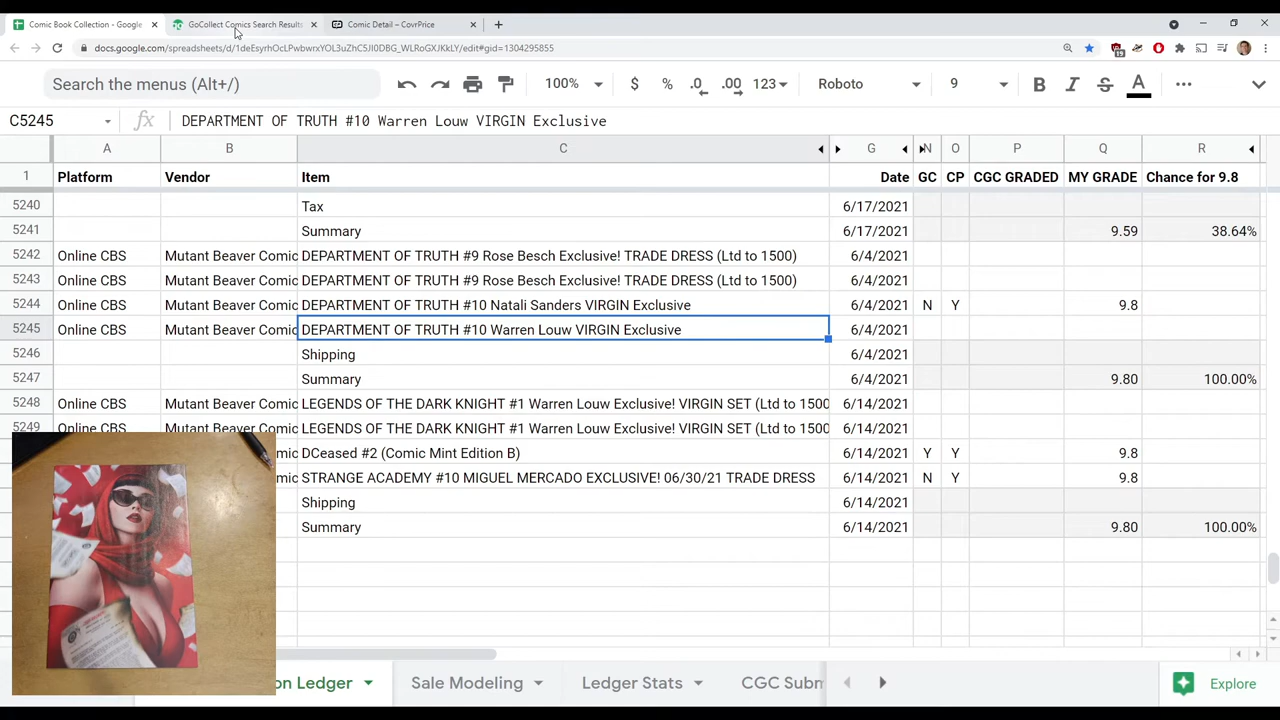 Comic Book Collection - Google
GoCollect Comics Search Results
Comic Detail – CovrPrice
docs.google.com/spreadsheets/d/1deEsyrhOcLPwbwrxYOL3uZhC5JI0DBG_WLRoGXJKkLY/edit#gid=1304295855
19
Search the menus (Alt+/)
100%
$
%
.0
.00
123
Roboto
9
B
I
S
A
C5245
fx
DEPARTMENT OF TRUTH #10 Warren Louw VIRGIN Exclusive
A B C G N O P Q R
1 Platform Vendor Item Date GC CP CGC GRADED MY GRADE Chance for 9.8
5240 Tax 6/17/2021
5241 Summary 6/17/2021 9.59 38.64%
5242 Online CBS Mutant Beaver Comic DEPARTMENT OF TRUTH #9 Rose Besch Exclusive! TRADE DRESS (Ltd to 1500) 6/4/2021
5243 Online CBS Mutant Beaver Comic DEPARTMENT OF TRUTH #9 Rose Besch Exclusive! TRADE DRESS (Ltd to 1500) 6/4/2021
5244 Online CBS Mutant Beaver Comic DEPARTMENT OF TRUTH #10 Natali Sanders VIRGIN Exclusive 6/4/2021 N Y 9.8
5245 Online CBS Mutant Beaver Comic DEPARTMENT OF TRUTH #10 Warren Louw VIRGIN Exclusive 6/4/2021
5246 Shipping 6/4/2021
5247 Summary 6/4/2021 9.80 100.00%
5248 Online CBS Mutant Beaver Comic LEGENDS OF THE DARK KNIGHT #1 Warren Louw Exclusive! VIRGIN SET (Ltd to 1500 6/14/2021
5249 Online CBS Mutant Beaver Comic LEGENDS OF THE DARK KNIGHT #1 Warren Louw Exclusive! VIRGIN SET (Ltd to 1500 6/14/2021
mic DCeased #2 (Comic Mint Edition B) 6/14/2021 Y Y 9.8
mic STRANGE ACADEMY #10 MIGUEL MERCADO EXCLUSIVE! 06/30/21 TRADE DRESS 6/14/2021 N Y 9.8
Shipping 6/14/2021
Summary 6/14/2021 9.80 100.00%
on Ledger
Sale Modeling
Ledger Stats
CGC Subm
Explore